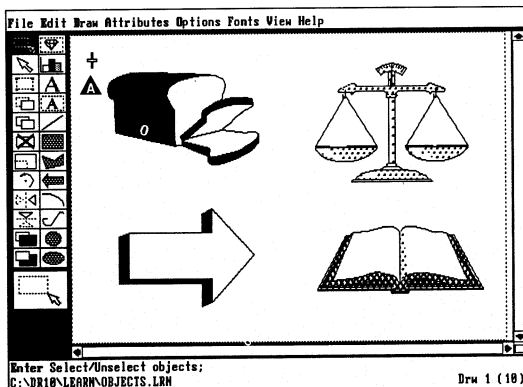 File Edit Draw Attributes Options Fonts View Help
A
A
A
0
Enter Select/Unselect objects;
C:\DR10\LEARN\OBJECTS.LRN
Drw 1 (10)